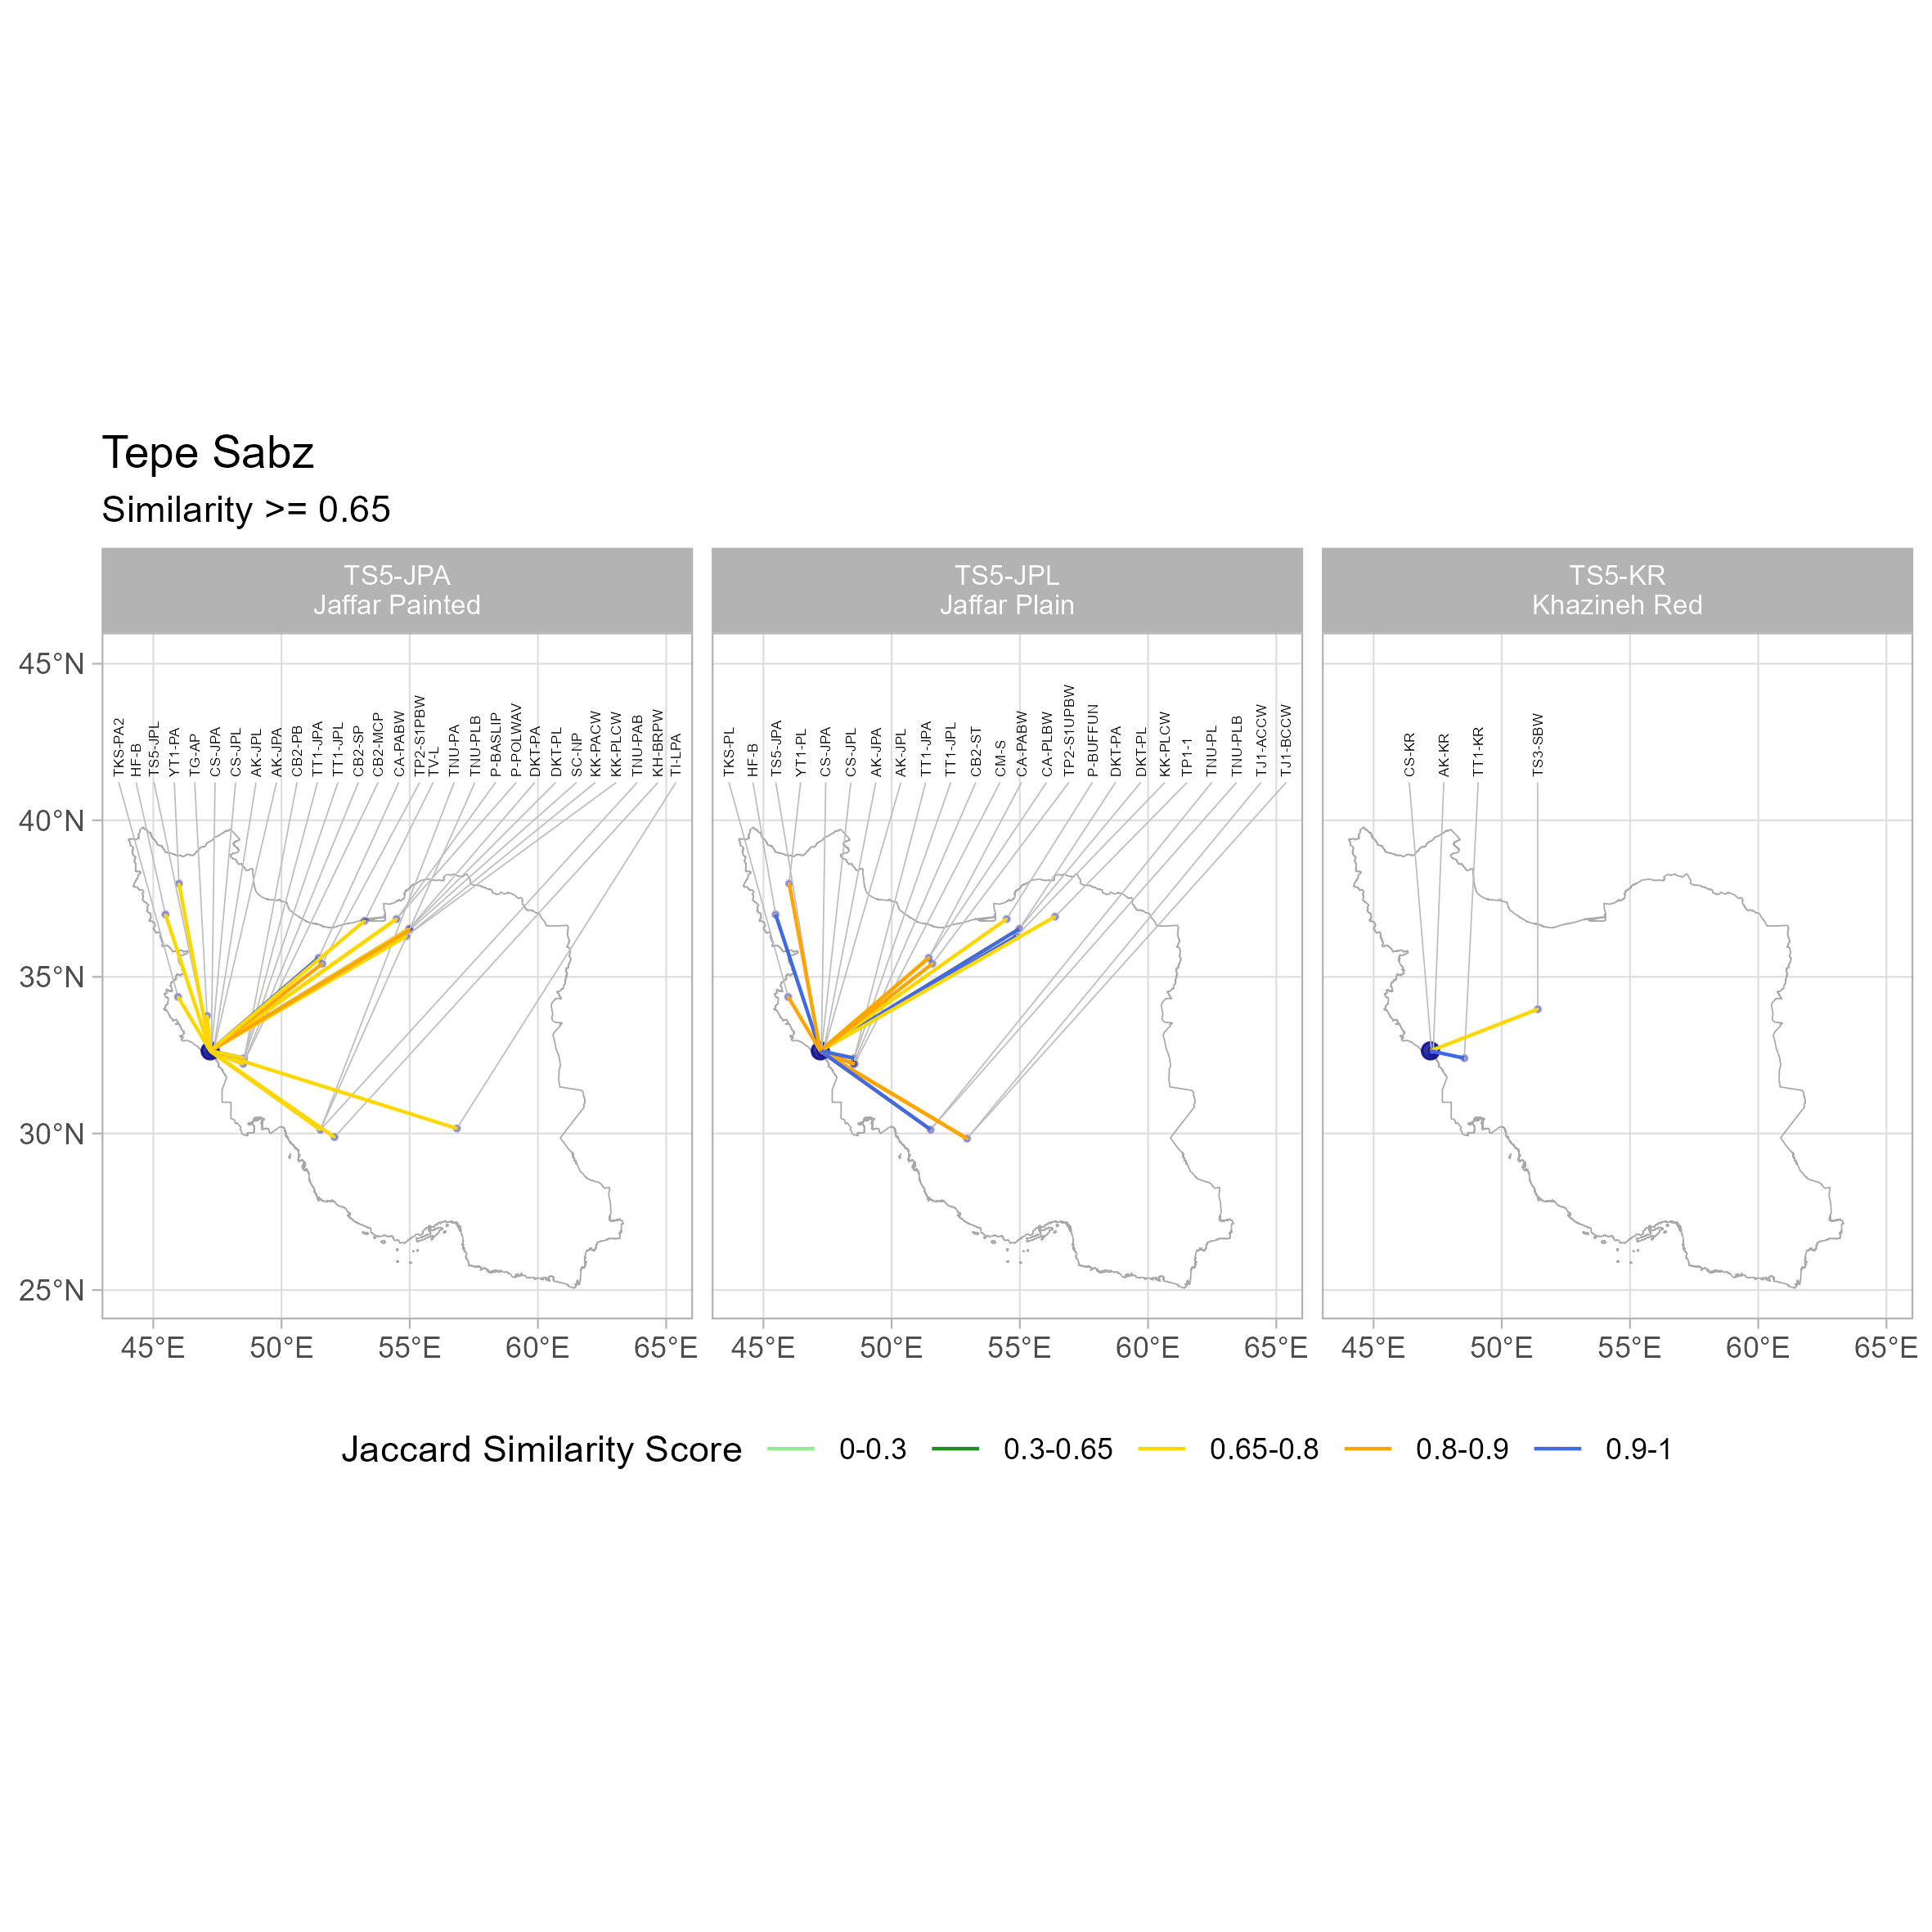 Tepe Sabz
Similarity >= 0.65
TS5-JPA
Jaffar Painted
TS5-JPL
Jaffar Plain
TS5-KR
Khazineh Red
45°N
40°N
35°N
30°N
25°N
TKS-PA2
HF-B
TS5-JPL
YT1-PA
TG-AP
CS-JPA
CS-JPL
AK-JPL
AK-JPA
CB2-PB
TT1-JPA
TT1-JPL
CB2-SP
CB2-MCP
CA-PABW
TP2-S1PBW
TV-L
TNU-PA
TNU-PLB
P-BASLIP
P-POLWAV
DKT-PA
DKT-PL
SC-NP
KK-PACW
KK-PLCW
TNU-PAB
KH-BRPW
TI-LPA
TKS-PL
HF-B
TS5-JPA
YT1-PL
CS-JPA
CS-JPL
AK-JPA
AK-JPL
TT1-JPA
TT1-JPL
CB2-ST
CM-S
CA-PABW
CA-PLBW
TP2-S1UPBW
P-BUFFUN
DKT-PA
DKT-PL
KK-PLCW
TP1-1
TNU-PL
TNU-PLB
TJ1-ACCW
TJ1-BCCW
CS-KR
AK-KR
TT1-KR
TS3-SBW
45°E 50°E 55°E 60°E 65°E
45°E 50°E 55°E 60°E 65°E
45°E 50°E 55°E 60°E 65°E
Jaccard Similarity Score 0-0.3 0.3-0.65 0.65-0.8 0.8-0.9 0.9-1